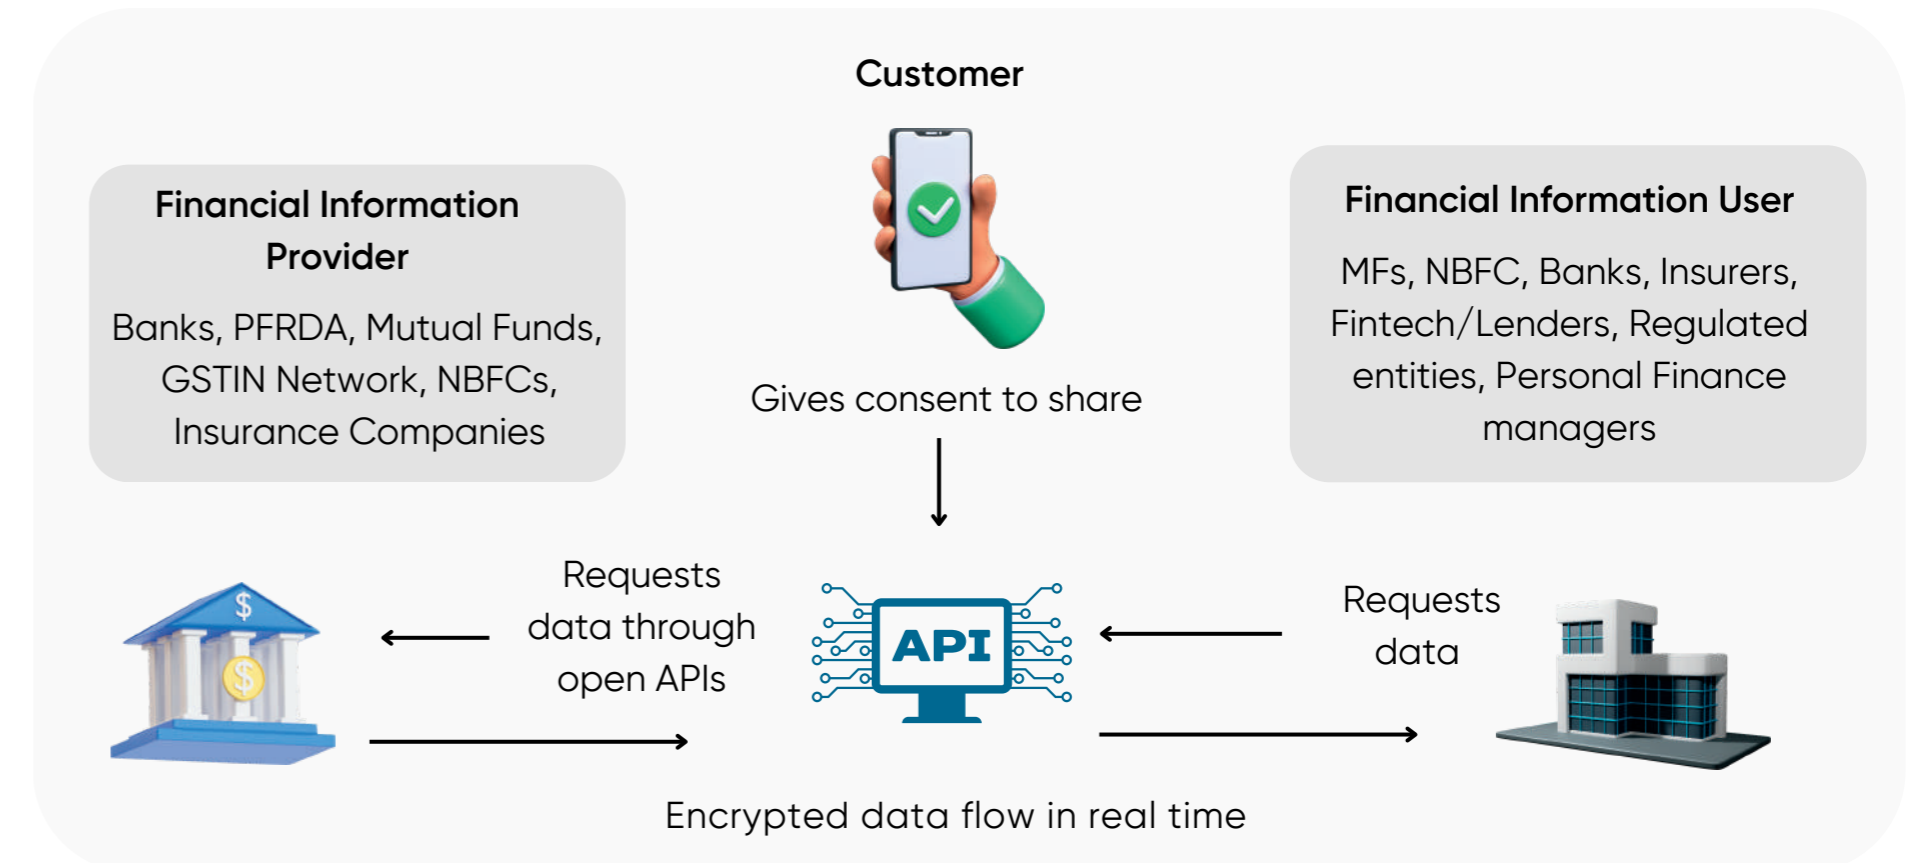 Customer
Financial Information
Provider
Banks, PFRDA, Mutual Funds,
GSTIN Network, NBFCs,
Insurance Companies
Financial Information User
MFs, NBFC, Banks, Insurers,
Fintech/Lenders, Regulated
entities, Personal Finance
managers
Gives consent to share
$
$
Requests
data through
open APIs
API
Requests
data
Encrypted data flow in real time